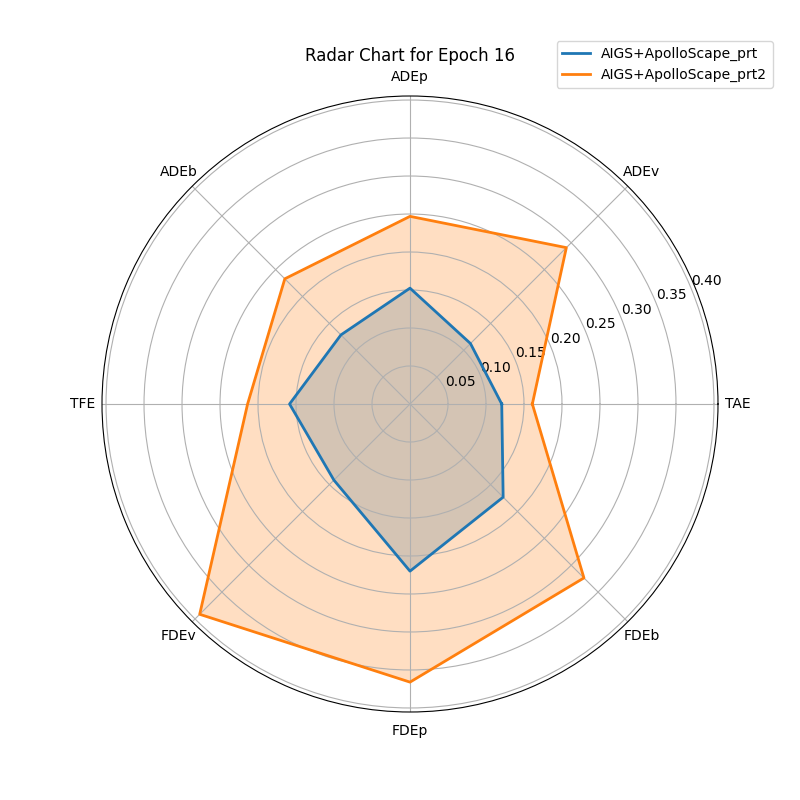 Radar Chart for Epoch 16
AIGS+ApolloScape_prt
AIGS+ApolloScape_prt2
ADEp
ADEb
ADEv
0.40
0.35
0.30
0.25
0.20
0.15
0.10
0.05
TFE
TAE
FDEv
FDEb
FDEp